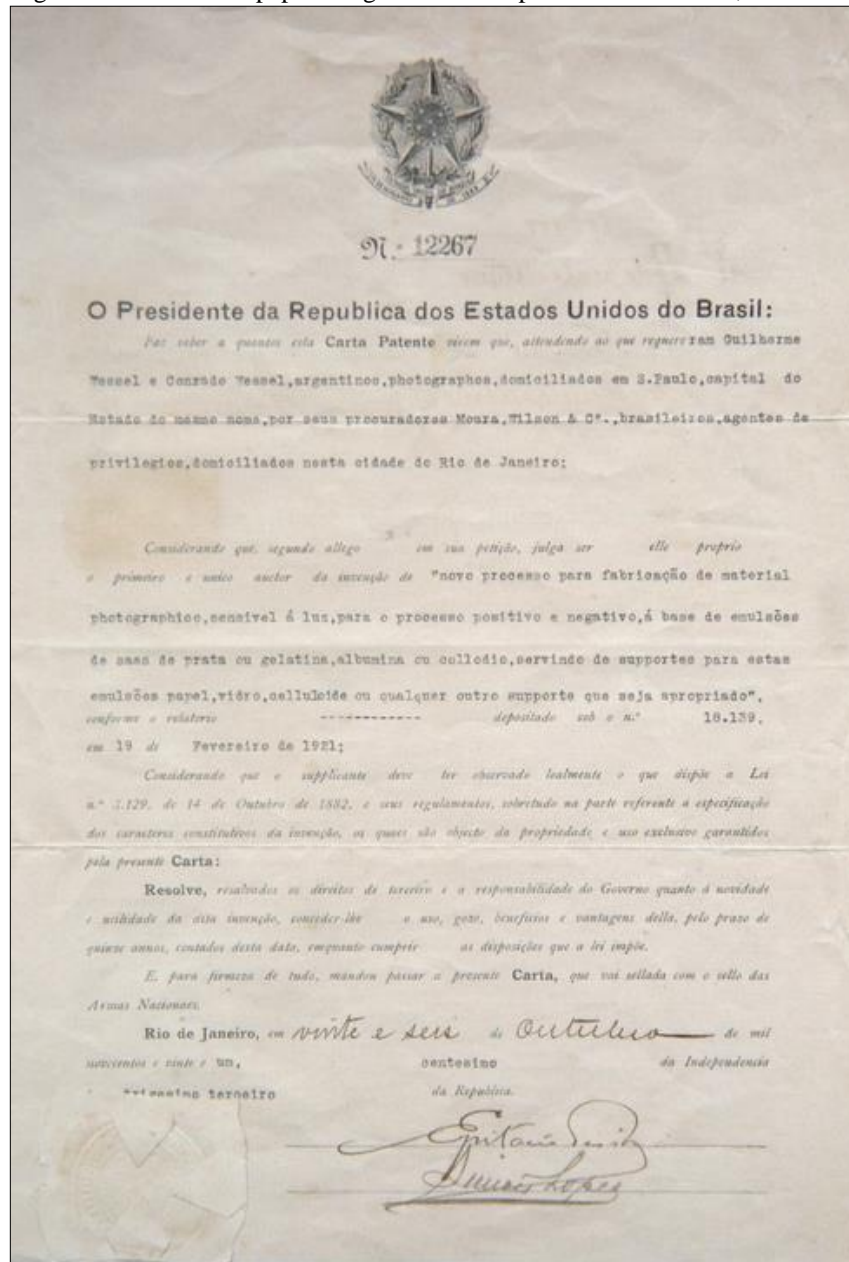 N.º 12267
O Presidente da Republica dos Estados Unidos do Brasil:
Faz saber a quantos esta Carta Patente virem que, attendendo ao que requereram Guilherme
Wessel e Conrado Wessel,argentinos,photographos,domiciliados em S.Paulo,capital do
Estado do mesmo nome,por seus procuradores Moura,Wilson & Cª.,brasileiros,agentes de
privilegios,domiciliados nesta cidade do Rio de Janeiro;
Considerando que, segundo allega em sua petição, julga ser elle proprio
o primeiro e unico auctor da invenção de "novo processo para fabricação de material
photographico,sensivel á luz,para o processo positivo e negativo,á base de emulsões
de saes de prata ou gelatina,albumina ou collodio,servindo de supportes para estas
emulsões papel,vidro,celluloide ou qualquer outro supporte que seja apropriado",
conforme o relatorio ------------ depositado sob o n.º 18.139,
em 19 de Fevereiro de 1921;
Considerando que o supplicante deve ter observado lealmente o que dispõe a Lei
n.º 3.129, de 14 de Outubro de 1882, e seus regulamentos, sobretudo na parte referente á especificação
dos caracteres constitutivos da invenção, os quaes são objecto da propriedade e uso exclusivo garantidos
pela presente Carta:
Resolve, resalvados os direitos de terceiro e a responsabilidade do Governo quanto á novidade
e utilidade da dita invenção, conceder-lhe o uso, gozo, beneficios e vantagens della, pelo prazo de
quinze annos, contados desta data, emquanto cumprir as disposições que a lei impõe.
E, para firmeza de tudo, mandou passar a presente Carta, que vai sellada com o sello das
Armas Nacionaes.
Rio de Janeiro, em vinte e seis de Outubro de mil
novecentos e vinte e um, centesimo da Independencia
terceiro da Republica.